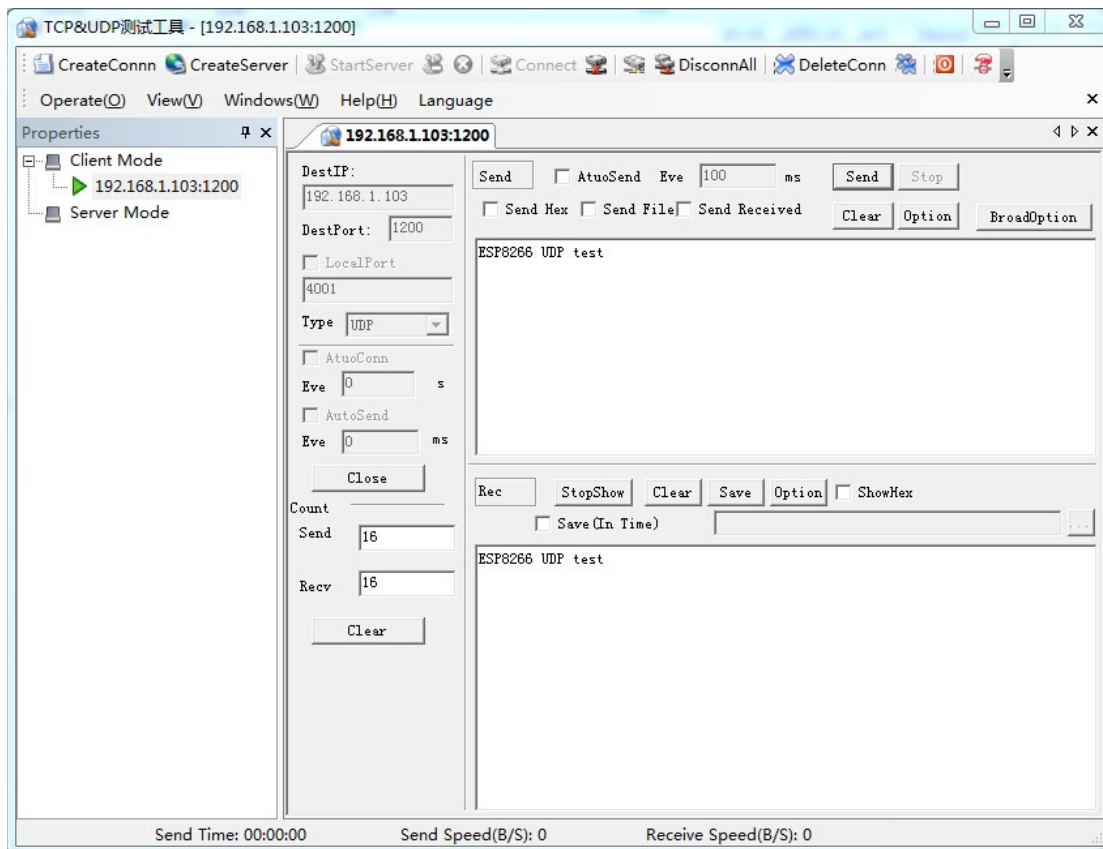 TCP&UDP测试工具 - [192.168.1.103:1200]
CreateConnn CreateServer StartServer Connect DisconnAll DeleteConn
Operate(O) View(V) Windows(W) Help(H) Language
Properties
Client Mode
192.168.1.103:1200
Server Mode
192.168.1.103:1200
DestIP:
192.168.1.103
DestPort: 1200
LocalPort
4001
Type UDP
AtuoConn
Eve 0 s
AutoSend
Eve 0 ms
Close
Count
Send 16
Recv 16
Clear
Send AtuoSend Eve 100 ms Send Stop
Send Hex Send File Send Received Clear Option BroadOption
ESP8266 UDP test
Rec StopShow Clear Save Option ShowHex
Save(In Time) ...
ESP8266 UDP test
Send Time: 00:00:00 Send Speed(B/S): 0 Receive Speed(B/S): 0